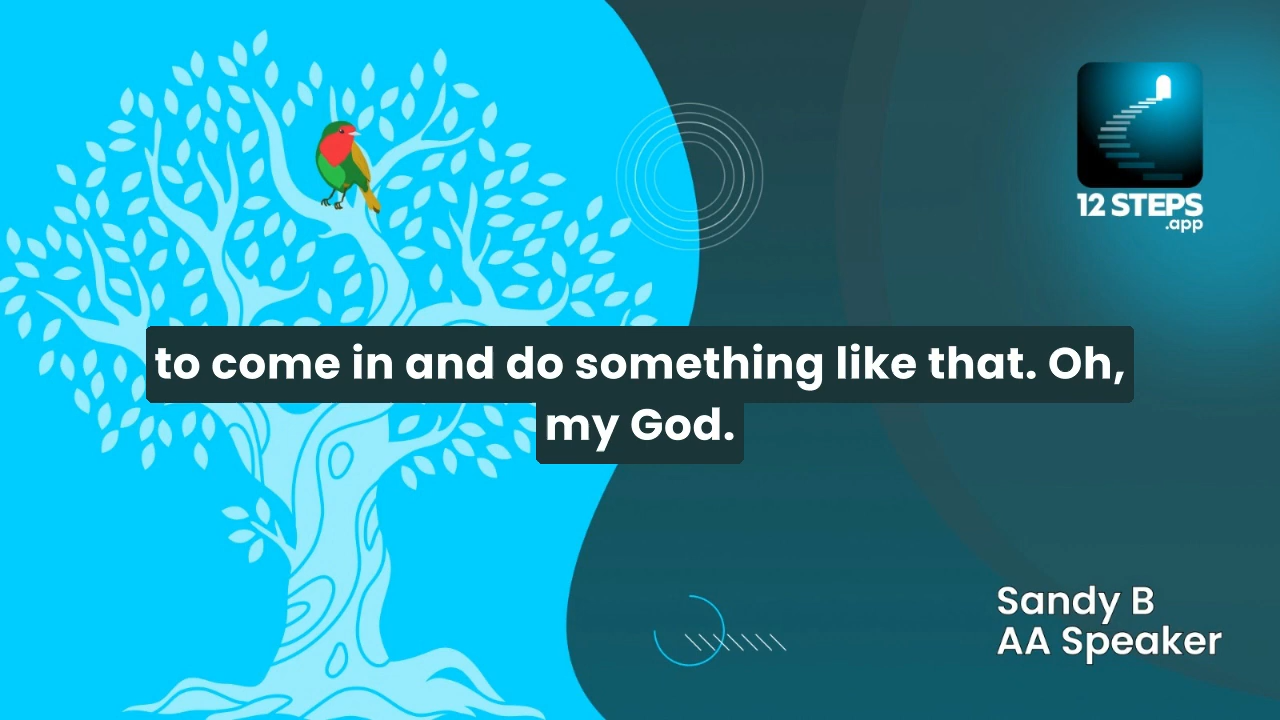 12 STEPS
.app
to come in and do something like that. Oh,
my God.
Sandy B
AA Speaker